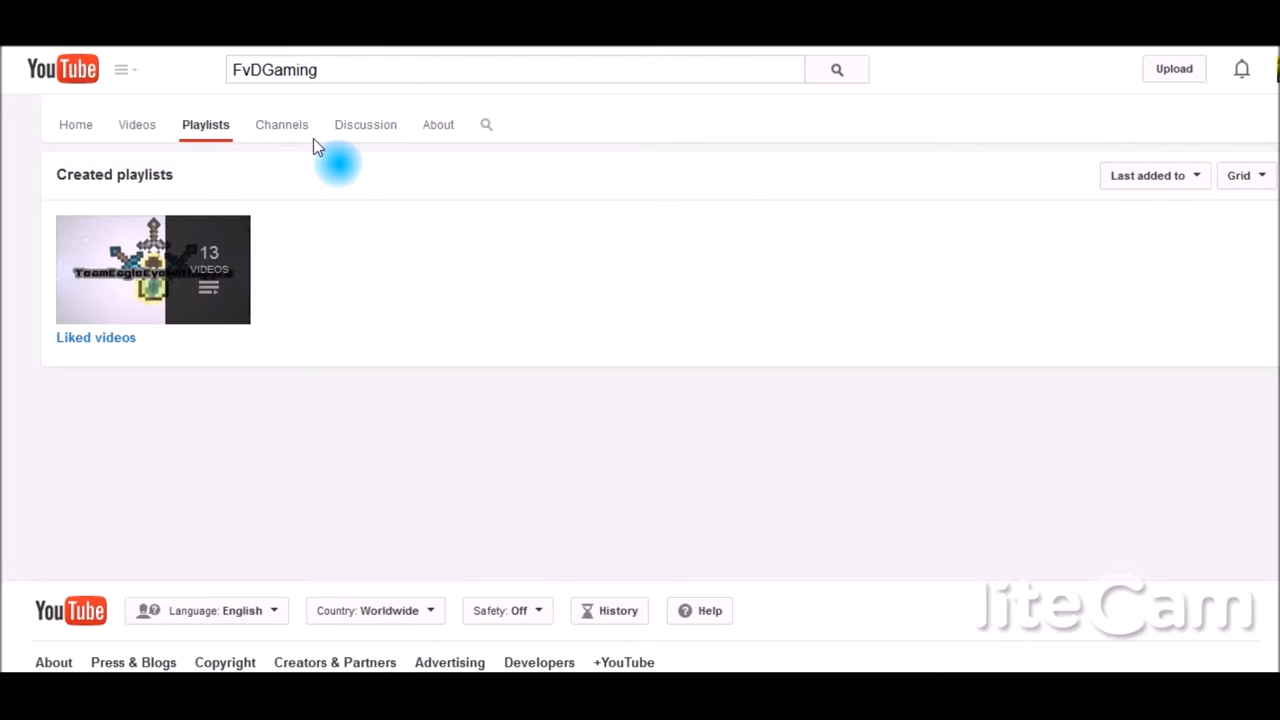 YouTube FvDGaming Upload
Home Videos Playlists Channels Discussion About
Created playlists Last added to Grid
13
VIDEOS
Liked videos
YouTube Language: English Country: Worldwide Safety: Off History Help
liteCam
About Press & Blogs Copyright Creators & Partners Advertising Developers +YouTube